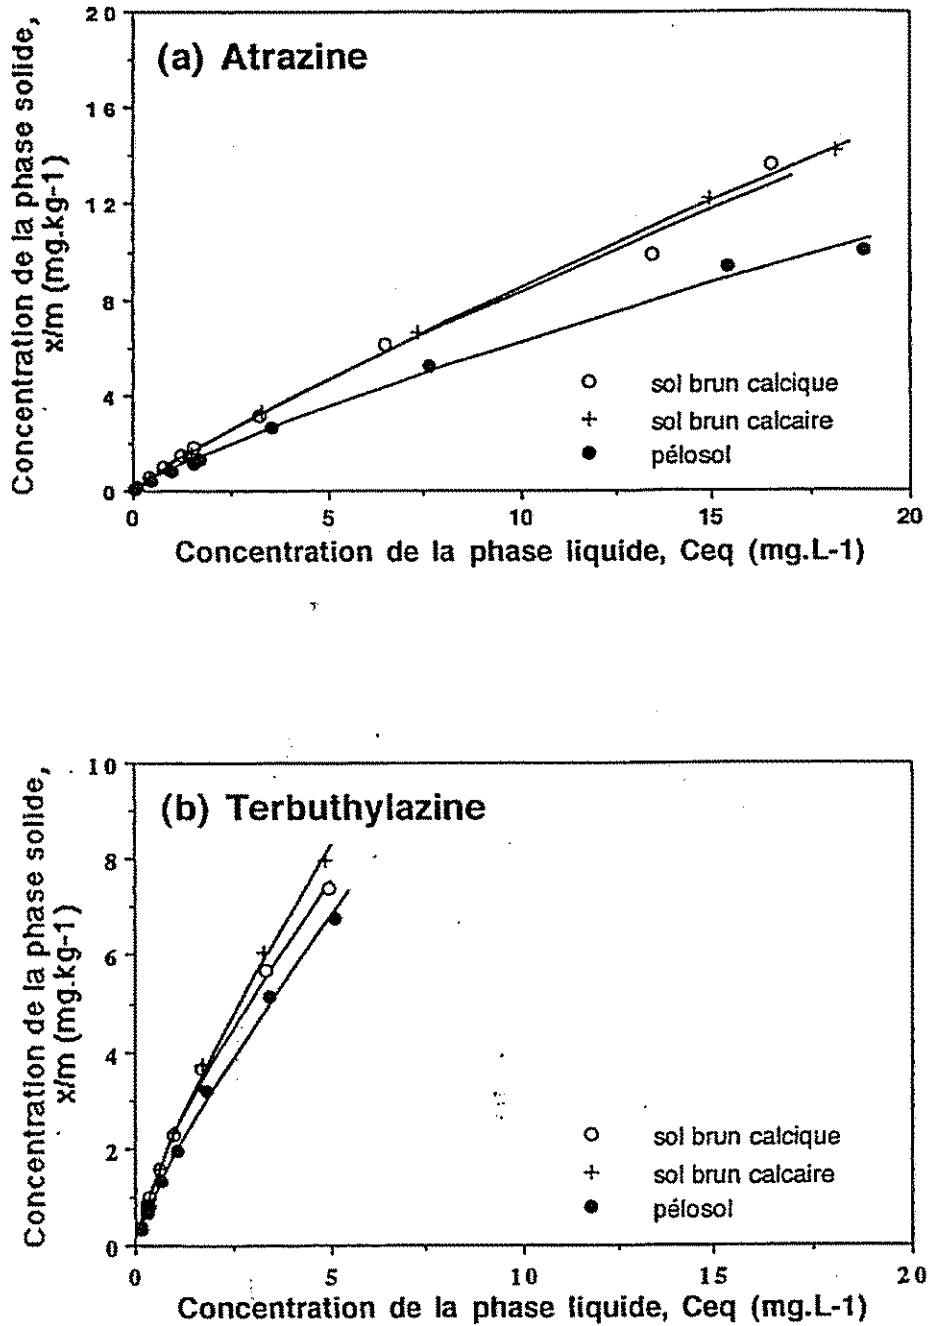 (a) Atrazine
Concentration de la phase solide,
x/m (mg.kg-1)
20
16
12
8
4
0
sol brun calcique
sol brun calcaire
pélosol
0 5 10 15 20
Concentration de la phase liquide, Ceq (mg.L-1)
(b) Terbuthylazine
Concentration de la phase solide,
x/m (mg.kg-1)
10
8
6
4
2
0
sol brun calcique
sol brun calcaire
pélosol
0 5 10 15 20
Concentration de la phase liquide, Ceq (mg.L-1)